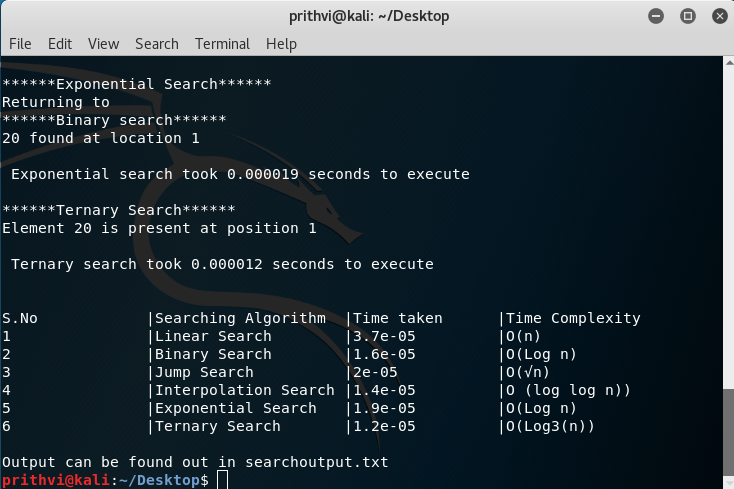 prithvi@kali: ~/Desktop
File Edit View Search Terminal Help
******Exponential Search******
Returning to
******Binary search******
20 found at location 1
Exponential search took 0.000019 seconds to execute
******Ternary Search******
Element 20 is present at position 1
Ternary search took 0.000012 seconds to execute
S.No |Searching Algorithm |Time taken |Time Complexity
1 |Linear Search |3.7e-05 |O(n)
2 |Binary Search |1.6e-05 |O(Log n)
3 |Jump Search |2e-05 |O(√n)
4 |Interpolation Search |1.4e-05 |O (log log n))
5 |Exponential Search |1.9e-05 |O(Log n)
6 |Ternary Search |1.2e-05 |O(Log3(n))
Output can be found out in searchoutput.txt
prithvi@kali:~/Desktop$